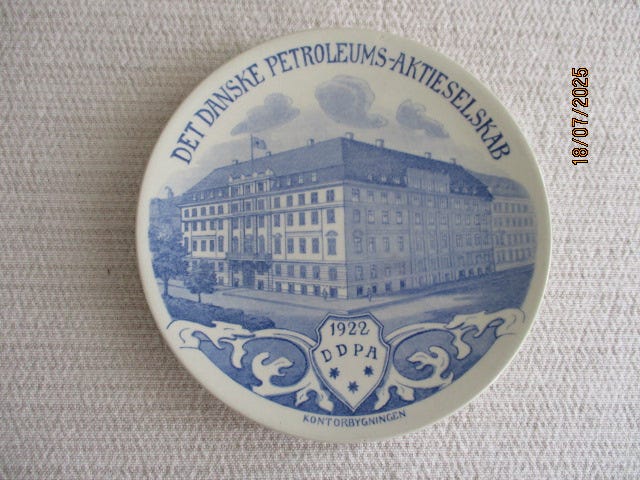 DET DANSKE PETROLEUMS-AKTIESELSKAB
1922
DDPA
KONTORBYGNINGEN
18/07/2025